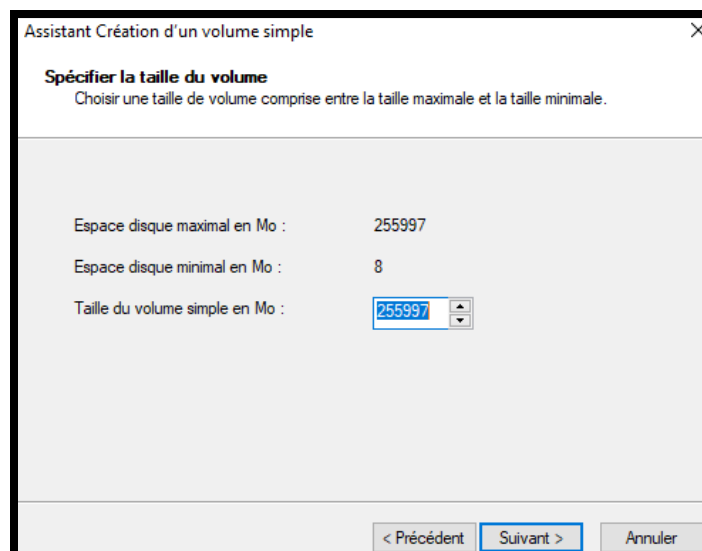 Assistant Création d'un volume simple
Spécifier la taille du volume
Choisir une taille de volume comprise entre la taille maximale et la taille minimale.
Espace disque maximal en Mo : 255997
Espace disque minimal en Mo : 8
Taille du volume simple en Mo : 255997
< Précédent Suivant > Annuler